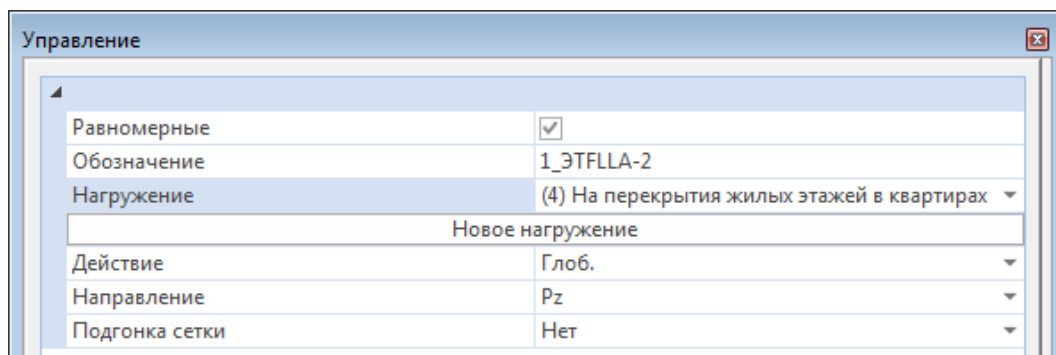 Управление
Равномерные
Обозначение 1_ЭTFLLA-2
Нагружение (4) На перекрытия жилых этажей в квартирах
Новое нагружение
Действие Глоб.
Направление Pz
Подгонка сетки Нет